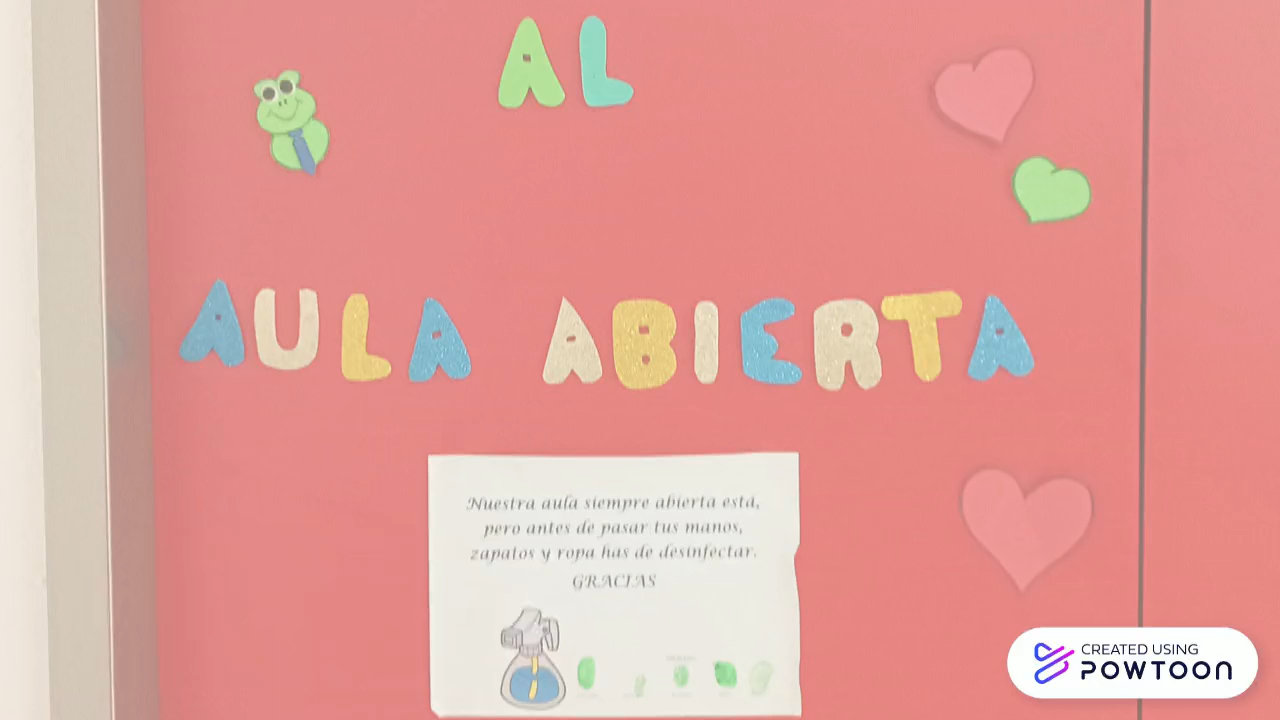 AL
AULA ABIERTA
Nuestra aula siempre abierta está,
pero antes de pasar tus manos,
zapatos y ropa has de desinfectar.
GRACIAS
CREATED USING
POWTOON